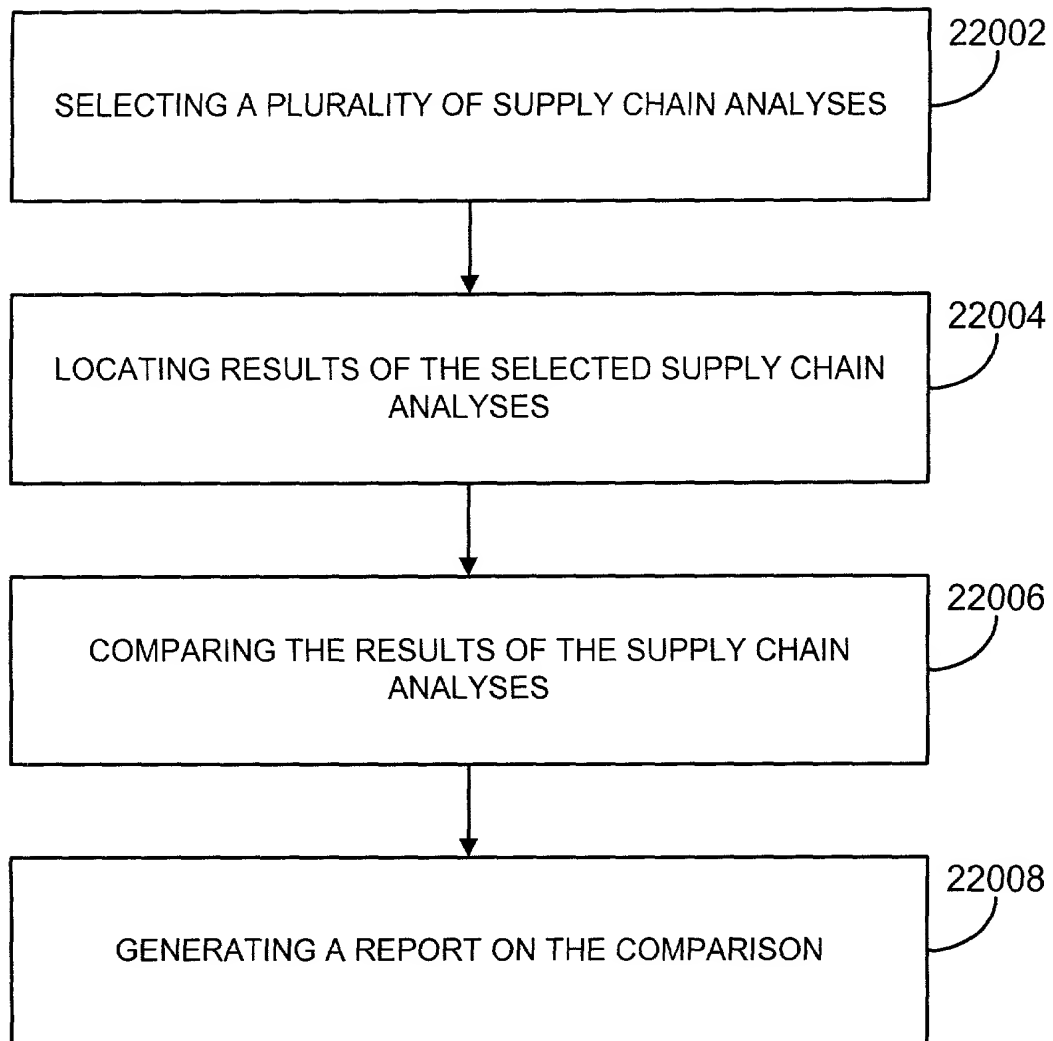 22002
SELECTING A PLURALITY OF SUPPLY CHAIN ANALYSES
22004
LOCATING RESULTS OF THE SELECTED SUPPLY CHAIN
ANALYSES
22006
COMPARING THE RESULTS OF THE SUPPLY CHAIN
ANALYSES
22008
GENERATING A REPORT ON THE COMPARISON